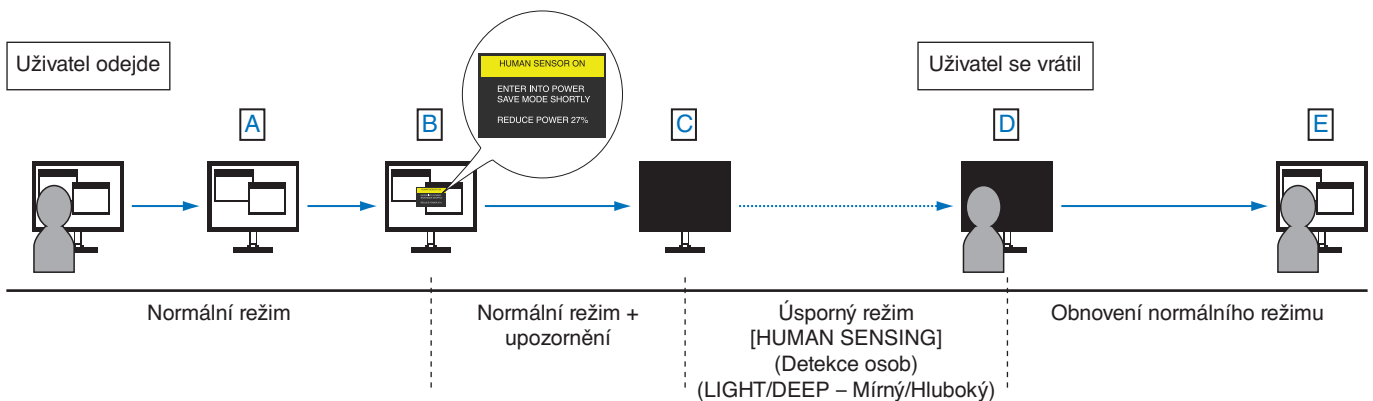 Uživatel odejde
HUMAN SENSOR ON
ENTER INTO POWER
SAVE MODE SHORTLY
REDUCE POWER 27%
Uživatel se vrátil
A
B
C
D
E
Normální režim
Normální režim +
upozornění
Úsporný režim
[HUMAN SENSING]
(Detekce osob)
(LIGHT/DEEP – Mírný/Hluboký)
Obnovení normálního režimu